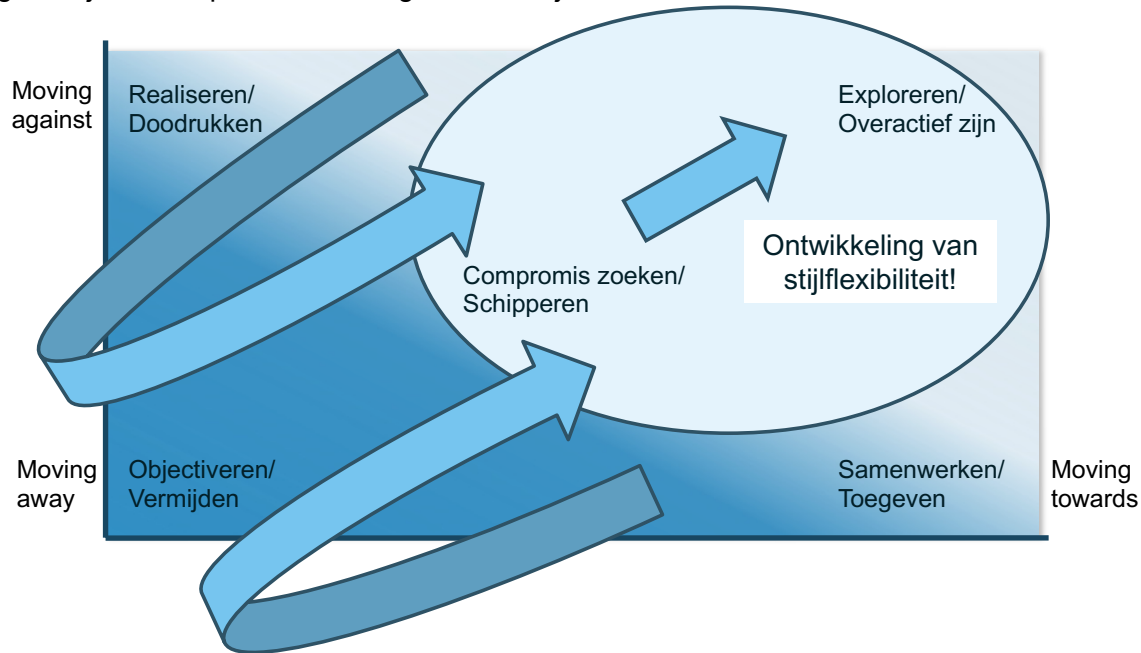 Moving
against
Realiseren/
Doodrukken
Exploreren/
Overactief zijn
Ontwikkeling van
stijlflexibiliteit!
Compromis zoeken/
Schipperen
Moving
away
Objectiveren/
Vermijden
Samenwerken/
Toegeven
Moving
towards